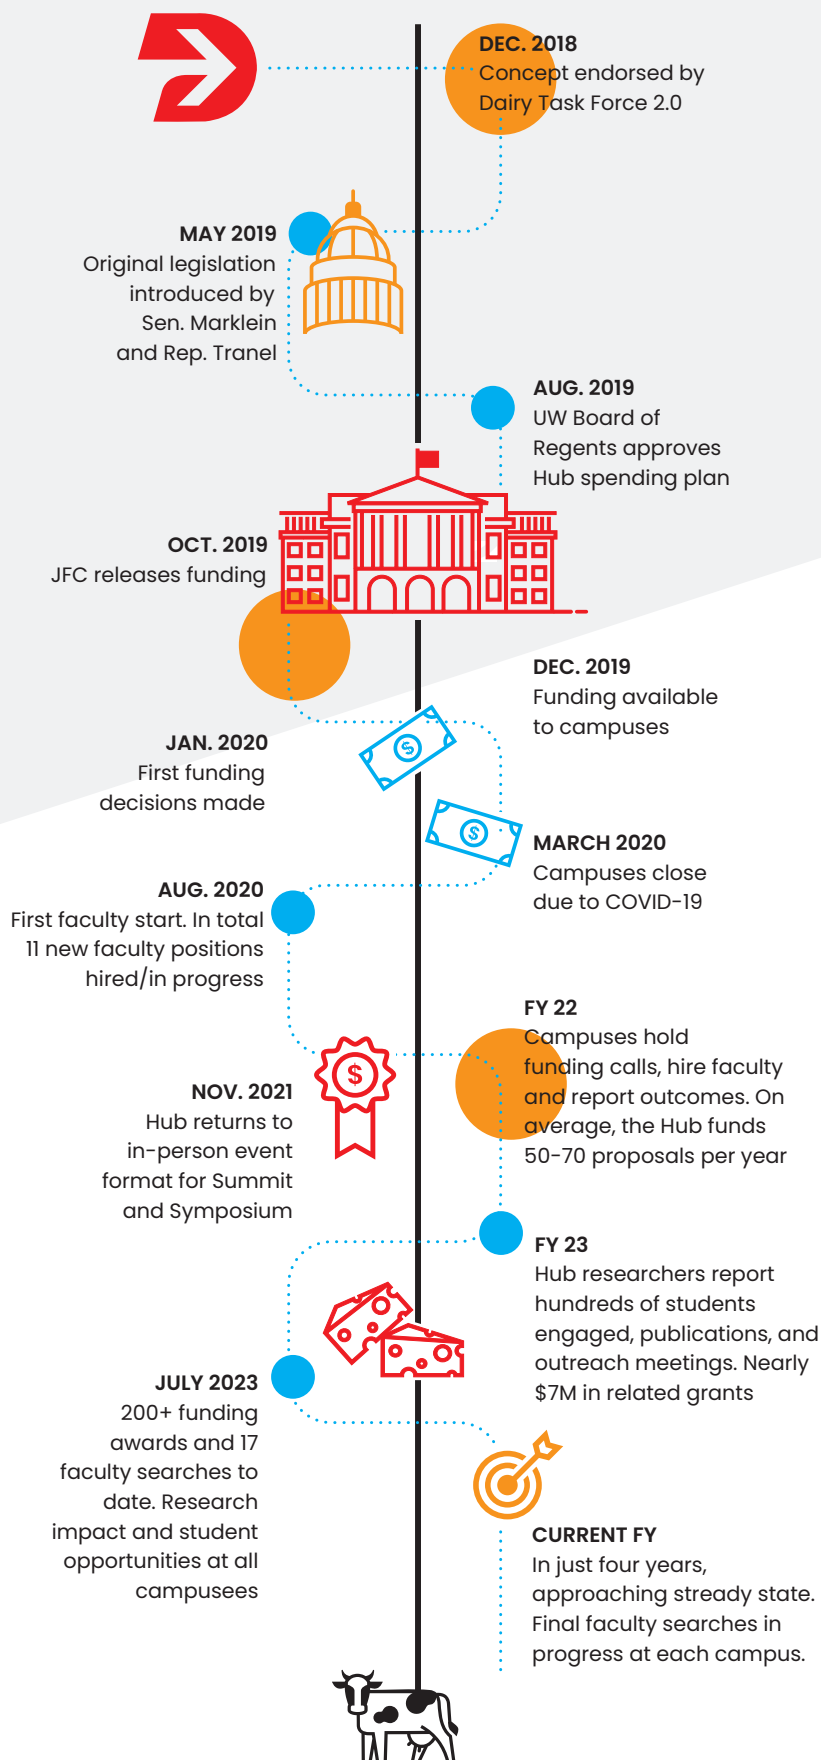 DEC. 2018
Concept endorsed by
Dairy Task Force 2.0
MAY 2019
Original legislation
introduced by
Sen. Marklein
and Rep. Tranel
AUG. 2019
UW Board of
Regents approves
Hub spending plan
OCT. 2019
JFC releases funding
DEC. 2019
Funding available
to campuses
JAN. 2020
First funding
decisions made
$
$
MARCH 2020
Campuses close
due to COVID-19
AUG. 2020
First faculty start. In total
11 new faculty positions
hired/in progress
FY 22
Campuses hold
funding calls, hire faculty
and report outcomes. On
average, the Hub funds
50-70 proposals per year
$
NOV. 2021
Hub returns to
in-person event
format for Summit
and Symposium
FY 23
Hub researchers report
hundreds of students
engaged, publications, and
outreach meetings. Nearly
$7M in related grants
JULY 2023
200+ funding
awards and 17
faculty searches to
date. Research
impact and student
opportunities at all
campusees
CURRENT FY
In just four years,
approaching stready state.
Final faculty searches in
progress at each campus.